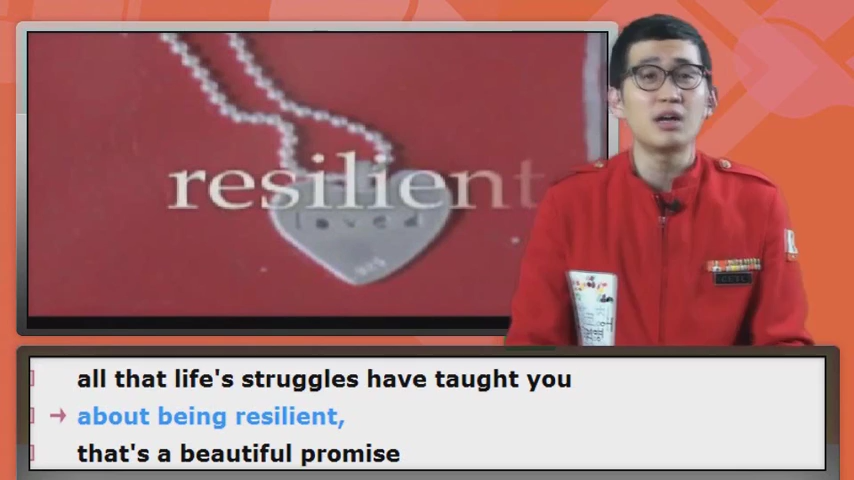 resilient
loved
all that life's struggles have taught you
→ about being resilient,
that's a beautiful promise